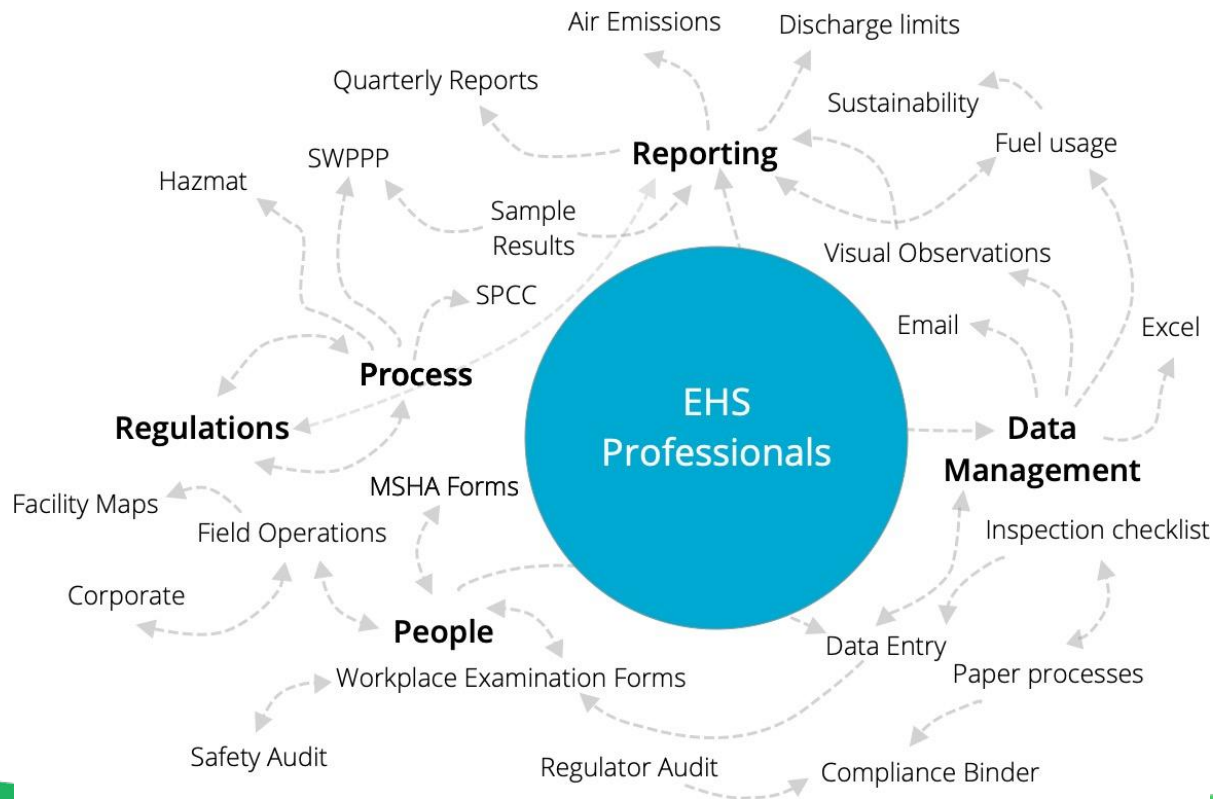 Air Emissions
Discharge limits
Quarterly Reports
Sustainability
Fuel usage
Reporting
SWPPP
Hazmat
Sample
Results
Visual Observations
SPCC
Email
Excel
Process
EHS
Professionals
Regulations
Data
Management
MSHA Forms
Facility Maps
Field Operations
Inspection checklist
Corporate
People
Data Entry
Workplace Examination Forms
Paper processes
Safety Audit
Regulator Audit
Compliance Binder